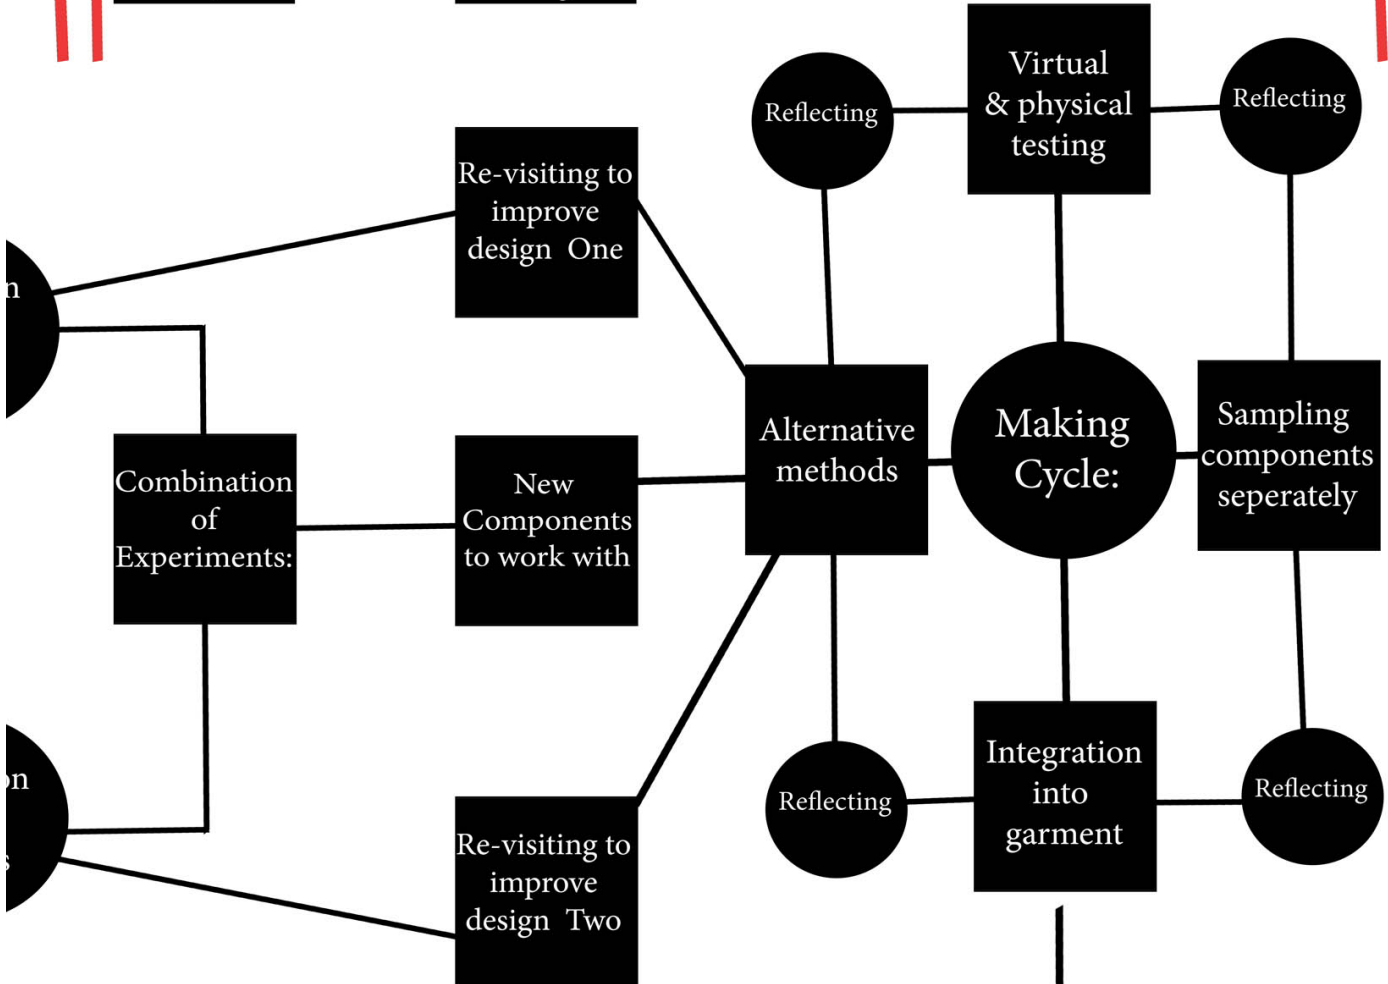 Virtual
& physical
testing
Reflecting
Reflecting
Re-visiting to
improve
design One
Alternative
methods
Making
Cycle:
Sampling
components
seperately
Combination
of
Experiments:
New
Components
to work with
Integration
into
garment
Reflecting
Reflecting
Re-visiting to
improve
design Two